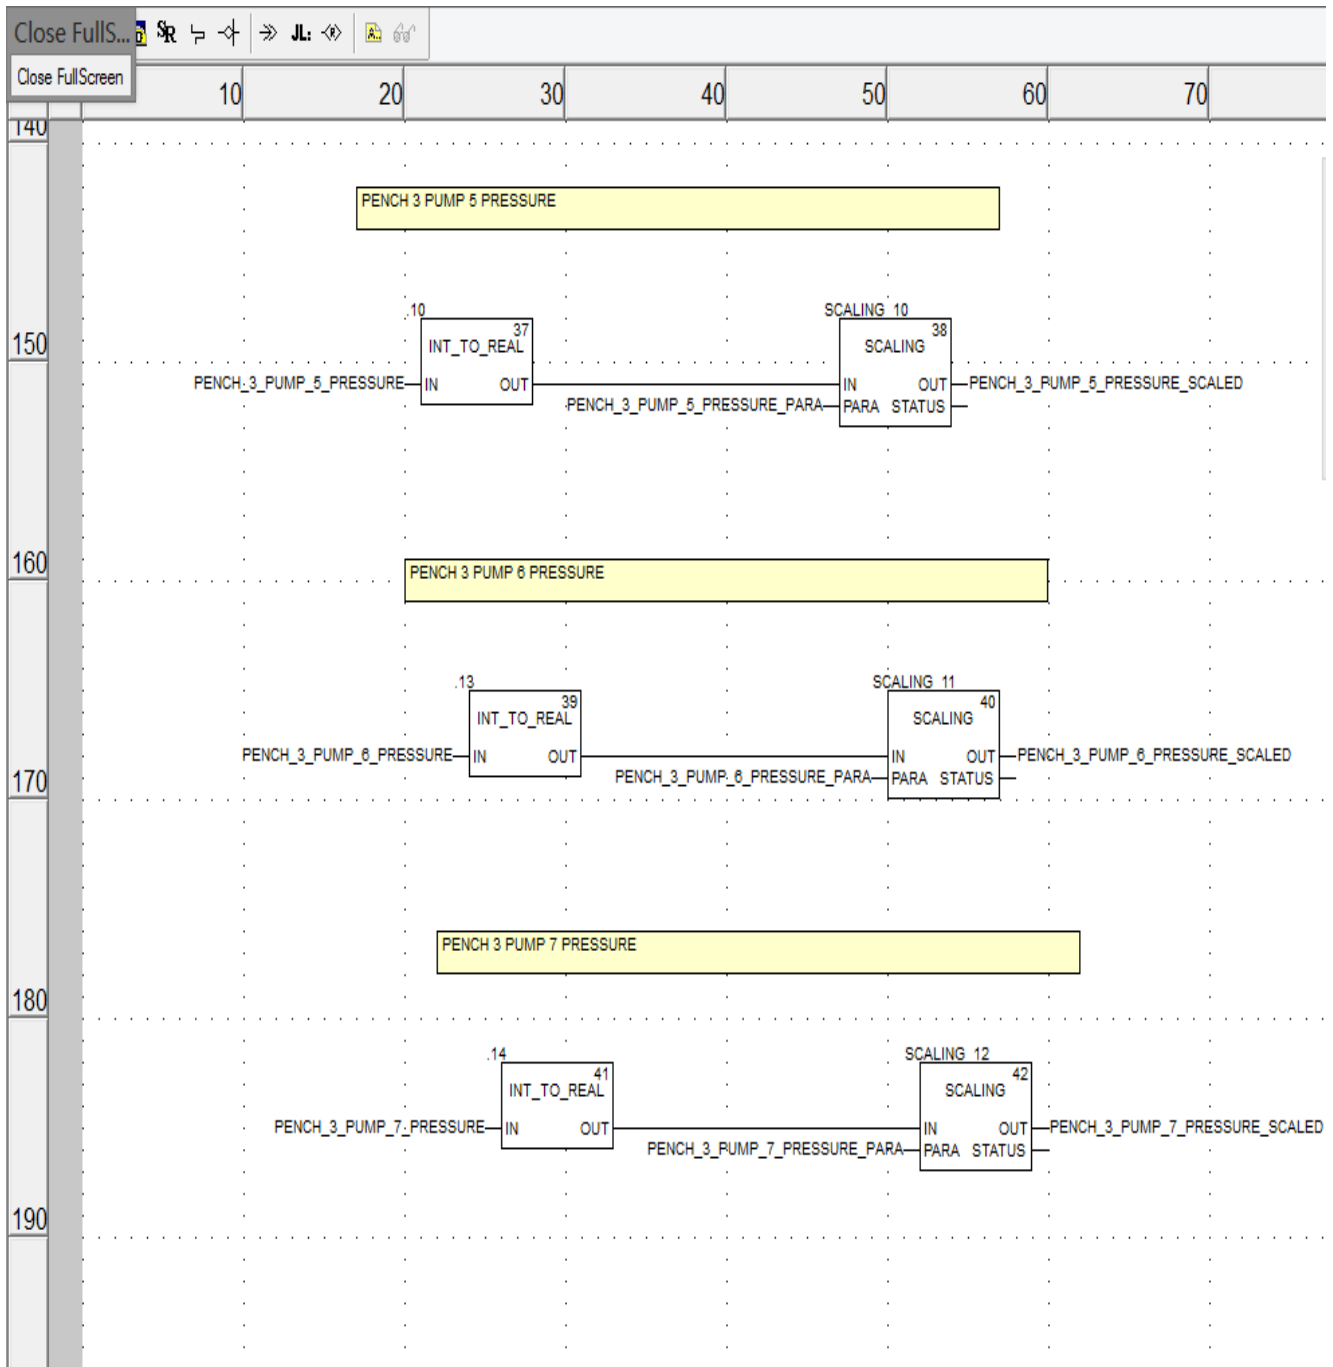 Close FullS...
SR
JL:
Close FullScreen
10 20 30 40 50 60 70
140
PENCH 3 PUMP 5 PRESSURE
.10
SCALING_10
37
38
150
INT_TO_REAL
SCALING
PENCH_3_PUMP_5_PRESSURE IN OUT IN OUT PENCH_3_PUMP_5_PRESSURE_SCALED
PENCH_3_PUMP_5_PRESSURE_PARA PARA STATUS
160
PENCH 3 PUMP 6 PRESSURE
.13
SCALING_11
39
40
INT_TO_REAL
SCALING
PENCH_3_PUMP_6_PRESSURE IN OUT IN OUT PENCH_3_PUMP_6_PRESSURE_SCALED
170
PENCH_3_PUMP_6_PRESSURE_PARA PARA STATUS
PENCH 3 PUMP 7 PRESSURE
180
.14
SCALING_12
41
42
INT_TO_REAL
SCALING
PENCH_3_PUMP_7_PRESSURE IN OUT IN OUT PENCH_3_PUMP_7_PRESSURE_SCALED
PENCH_3_PUMP_7_PRESSURE_PARA PARA STATUS
190